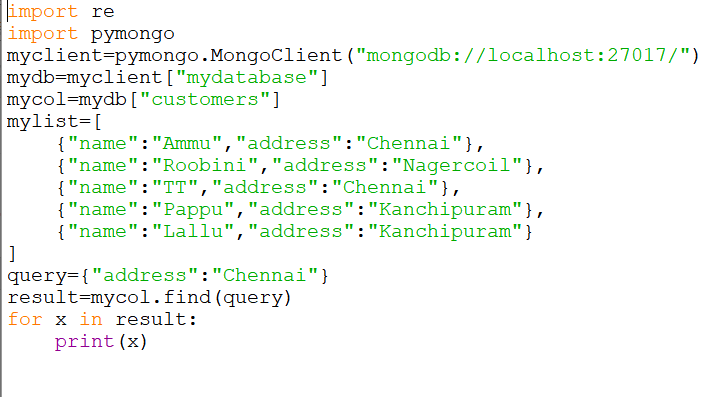 import re
import pymongo
myclient=pymongo.MongoClient("mongodb://localhost:27017/")
mydb=myclient["mydatabase"]
mycol=mydb["customers"]
mylist=[
    {"name":"Ammu","address":"Chennai"},
    {"name":"Roobini","address":"Nagercoil"},
    {"name":"TT","address":"Chennai"},
    {"name":"Pappu","address":"Kanchipuram"},
    {"name":"Lallu","address":"Kanchipuram"}
]
query={"address":"Chennai"}
result=mycol.find(query)
for x in result:
    print(x)